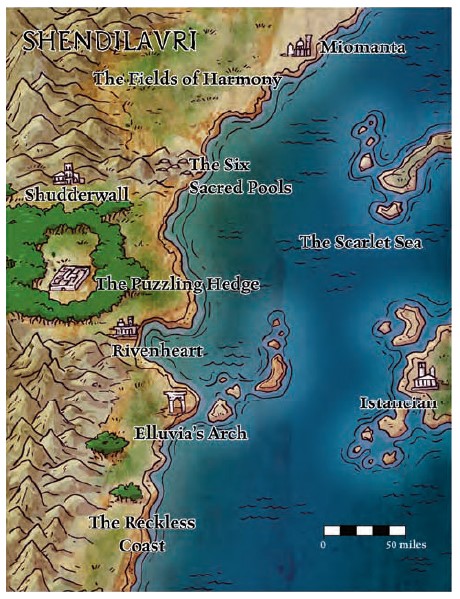 SHENDILAVRI
Miomanta
The Fields of Harmony
The Six
Sacred Pools
Shudderwall
The Scarlet Sea
The Puzzling Hedge
Rivenheart
Istaucian
Elluvia's Arch
The Reckless
Coast
0 50 miles